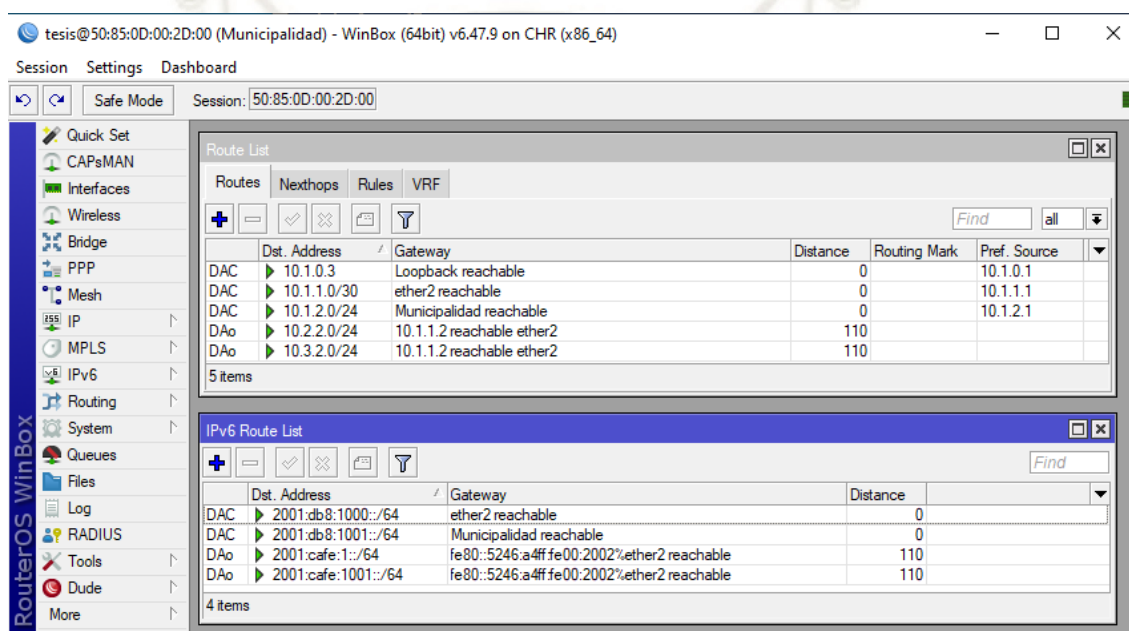 tesis@50:85:0D:00:2D:00 (Municipalidad) - WinBox (64bit) v6.47.9 on CHR (x86_64)
Session Settings Dashboard
Safe Mode Session: 50:85:0D:00:2D:00
RouterOS WinBox
Quick Set
CAPsMAN
Interfaces
Wireless
Bridge
PPP
Mesh
IP
MPLS
IPv6
Routing
System
Queues
Files
Log
RADIUS
Tools
Dude
More
Route List
Routes Nexthops Rules VRF
Find all
Dst. Address Gateway Distance Routing Mark Pref. Source
DAC 10.1.0.3 Loopback reachable 0 10.1.0.1
DAC 10.1.1.0/30 ether2 reachable 0 10.1.1.1
DAC 10.1.2.0/24 Municipalidad reachable 0 10.1.2.1
DAo 10.2.2.0/24 10.1.1.2 reachable ether2 110
DAo 10.3.2.0/24 10.1.1.2 reachable ether2 110
5 items
IPv6 Route List
Find
Dst. Address Gateway Distance
DAC 2001:db8:1000::/64 ether2 reachable 0
DAC 2001:db8:1001::/64 Municipalidad reachable 0
DAo 2001:cafe:1::/64 fe80::5246:a4ff:fe00:2002%ether2 reachable 110
DAo 2001:cafe:1001::/64 fe80::5246:a4ff:fe00:2002%ether2 reachable 110
4 items